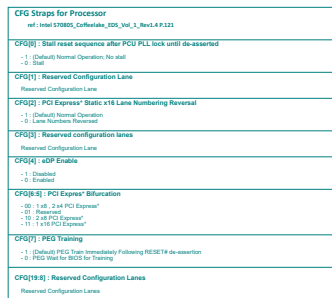 CFG Straps for Processor
ref : Intel 570805_Coffeelake_EDS_Vol_1_Rev1.4 P.121
CFG[0] : Stall reset sequence after PCU PLL lock until de-asserted
- 1 : (Default) Normal Operation; No stall
- 0 : Stall
CFG[1] : Reserved Configuration Lane
Reserved Configuration Lane
CFG[2] : PCI Express* Static x16 Lane Numbering Reversal
- 1 : (Default) Normal Operation
- 0 : Lane Numbers Reversed
CFG[3] : Reserved configuration lanes
Reserved Configuration Lane
CFG[4] : eDP Enable
- 1 : Disabled
- 0 : Enabled
CFG[6:5] : PCI Expres* Bifurcation
- 00 : 1 x8 , 2 x4 PCI Express*
- 01 : Reserved
- 10 : 2 x8 PCI Express*
- 11 : 1 x16 PCI Express*
CFG[7] : PEG Training
- 1 : (Default) PEG Train Immediately Following RESET# de-assertion
- 0 : PEG Wait for BIOS for Training
CFG[19:8] : Reserved Configuration Lanes
Reserved Configuration Lanes